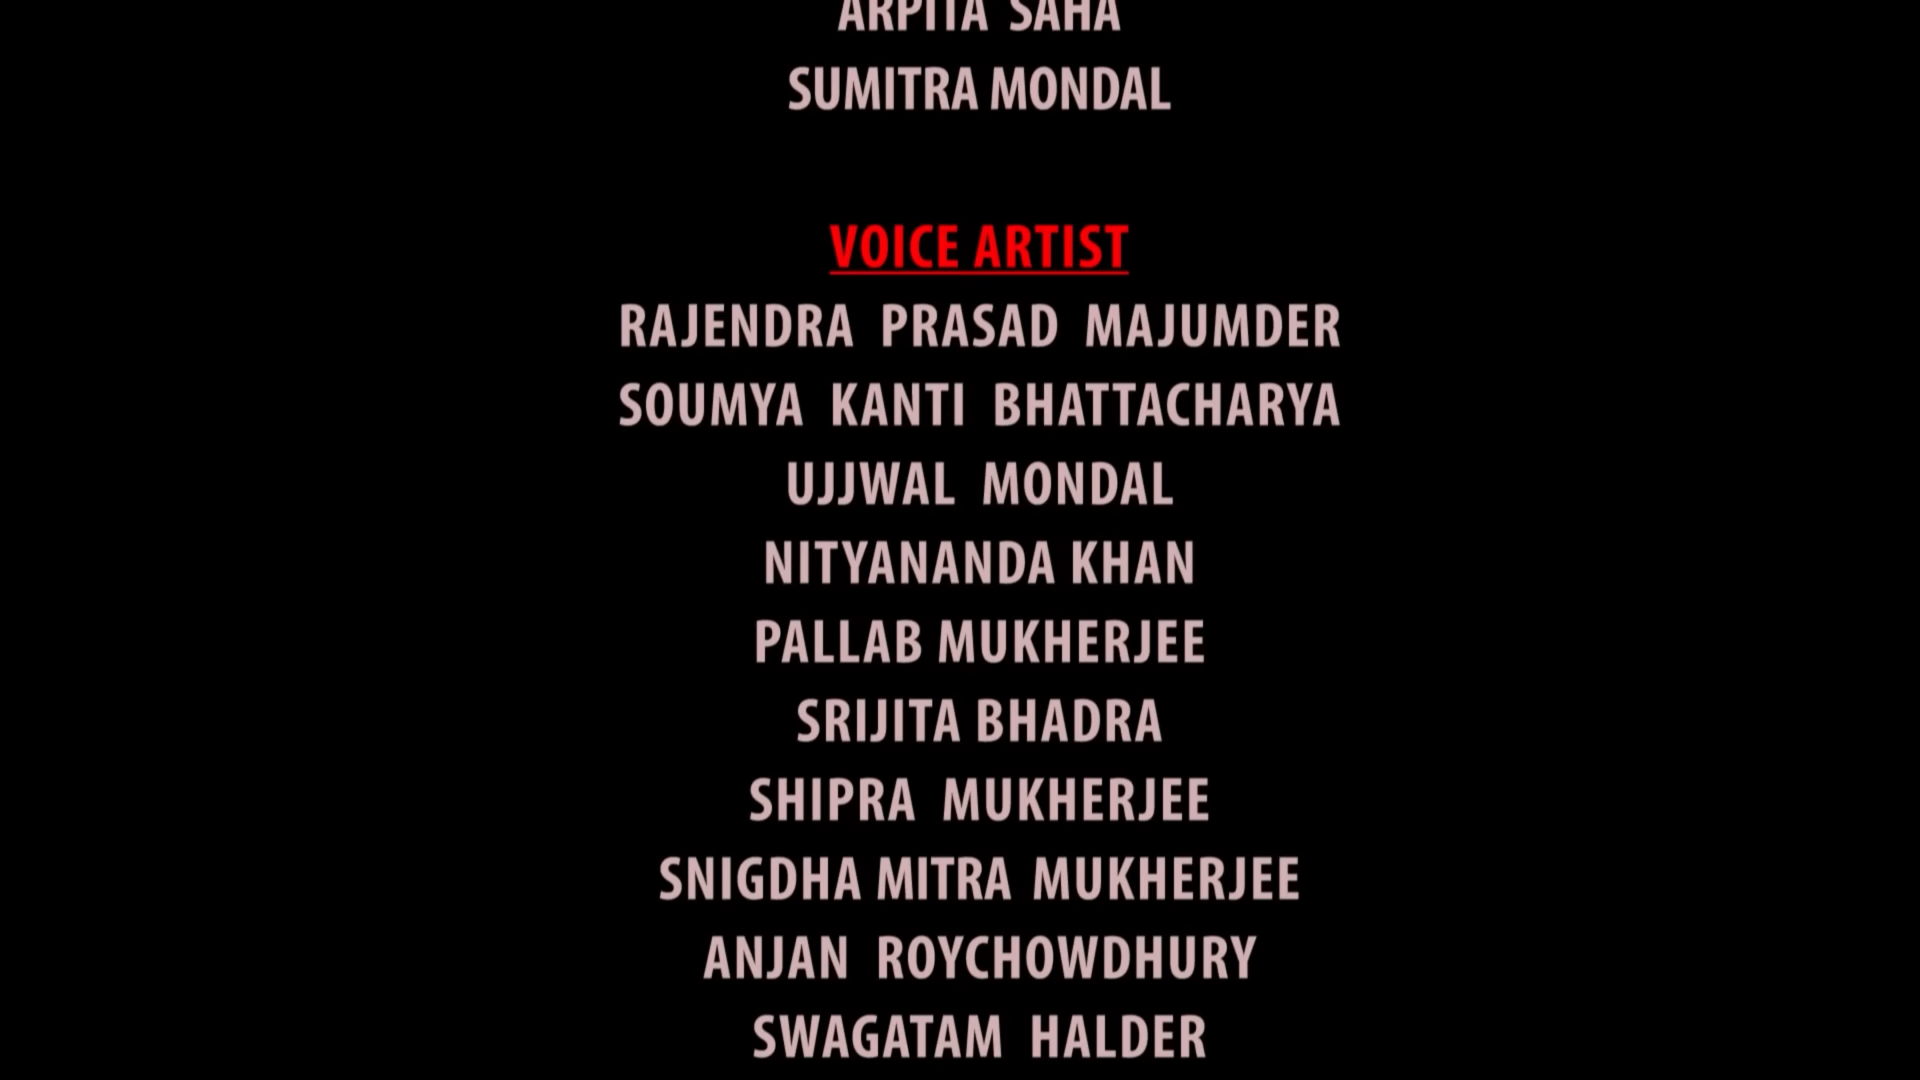 ARPITA SAHA
SUMITRA MONDAL
VOICE ARTIST
RAJENDRA PRASAD MAJUMDER
SOUMYA KANTI BHATTACHARYA
UJJWAL MONDAL
NITYANANDA KHAN
PALLAB MUKHERJEE
SRIJITA BHADRA
SHIPRA MUKHERJEE
SNIGDHA MITRA MUKHERJEE
ANJAN ROYCHOWDHURY
SWAGATAM HALDER